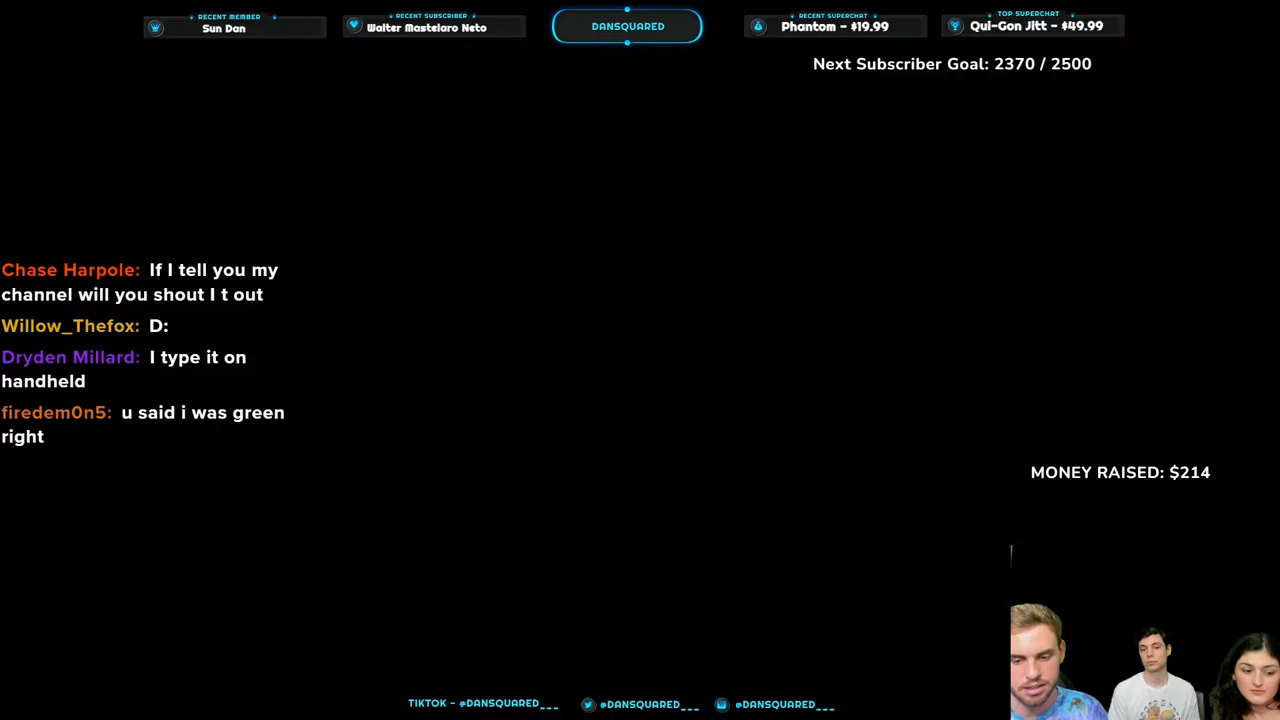 RECENT MEMBER
Sun Dan
RECENT SUBSCRIBER
Walter Mastelaro Neto
DANSQUARED
RECENT SUPERCHAT
Phantom - $19.99
TOP SUPERCHAT
Qui-Gon Jitt - $49.99
Next Subscriber Goal: 2370 / 2500
Chase Harpole: If I tell you my
channel will you shout I t out
Willow_Thefox: D:
Dryden Millard: I type it on
handheld
firedem0n5: u said i was green
right
MONEY RAISED: $214
TIKTOK - @DANSQUARED___
@DANSQUARED___
@DANSQUARED___